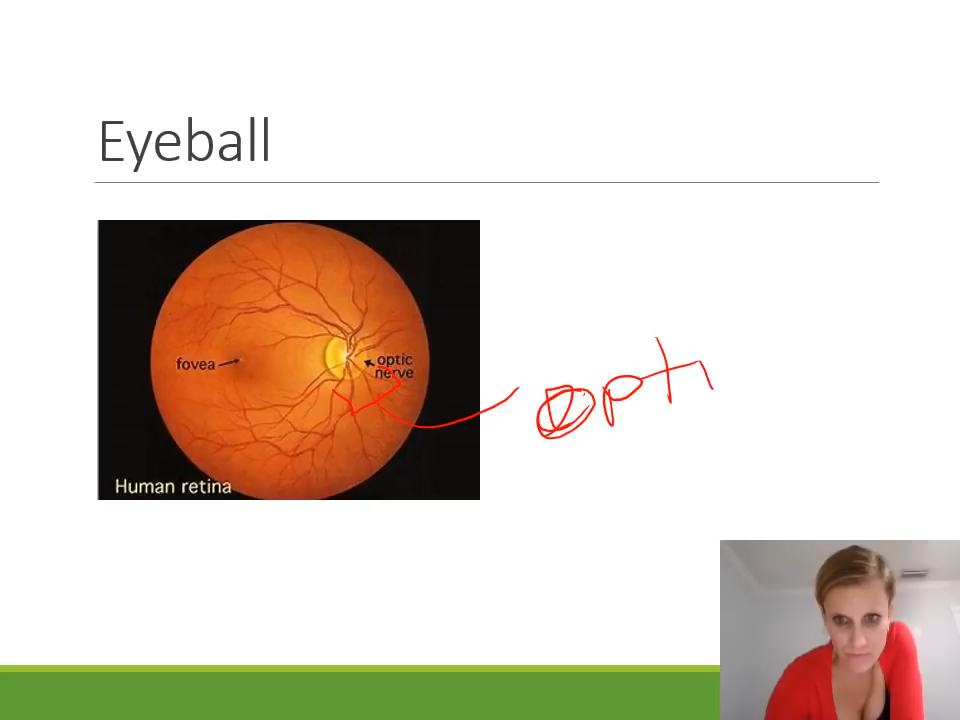 Eyeball
fovea
optic
nerve
opti
Human retina